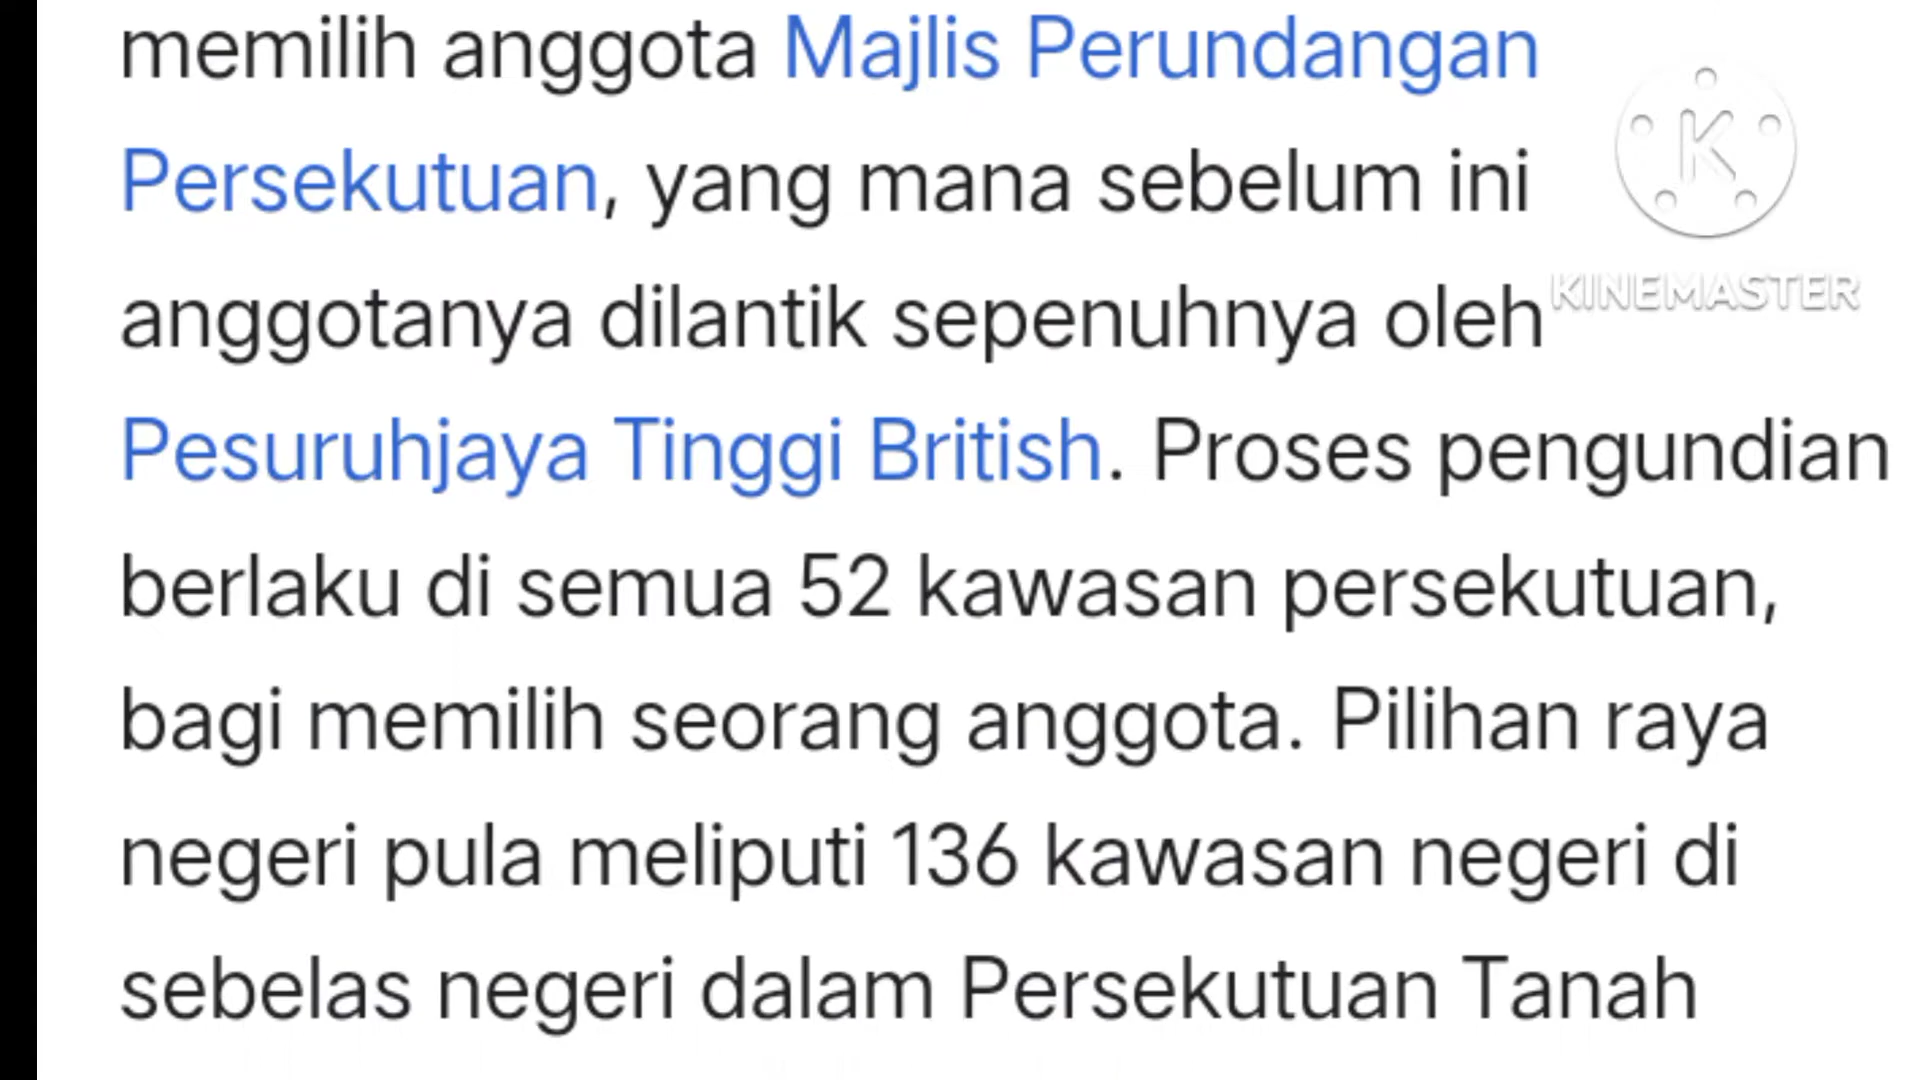 memilih anggota Majlis Perundangan
Persekutuan, yang mana sebelum ini
anggotanya dilantik sepenuhnya oleh
Pesuruhjaya Tinggi British. Proses pengundian
berlaku di semua 52 kawasan persekutuan,
bagi memilih seorang anggota. Pilihan raya
negeri pula meliputi 136 kawasan negeri di
sebelas negeri dalam Persekutuan Tanah
K
KINEMASTER